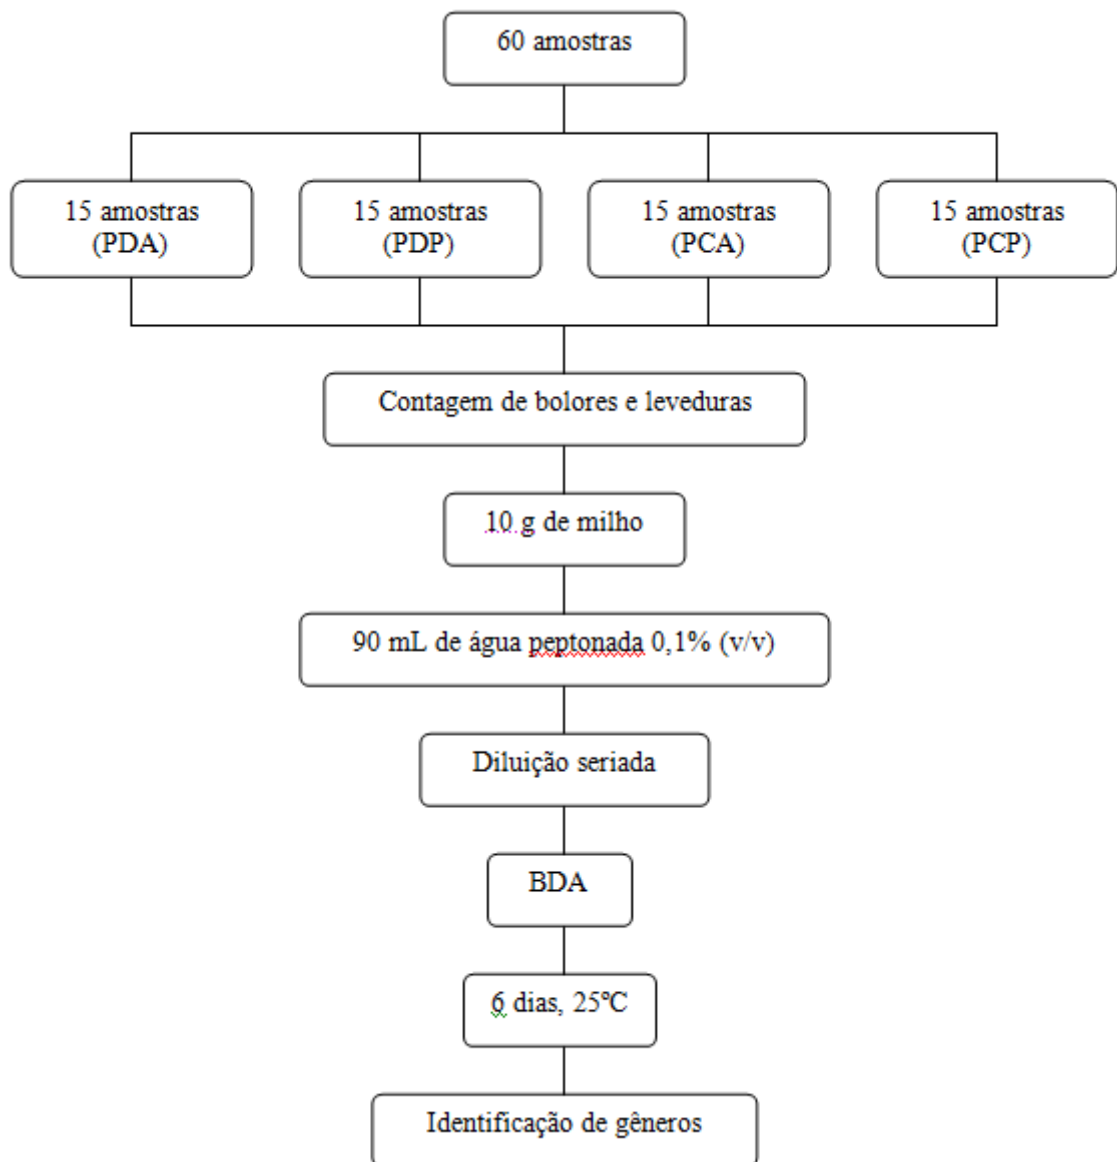 60 amostras
15 amostras
(PDA)
15 amostras
(PDP)
15 amostras
(PCA)
15 amostras
(PCP)
Contagem de bolores e leveduras
10 g de milho
90 mL de água peptonada 0,1% (v/v)
Diluição seriada
BDA
6 dias, 25ºC
Identificação de gêneros